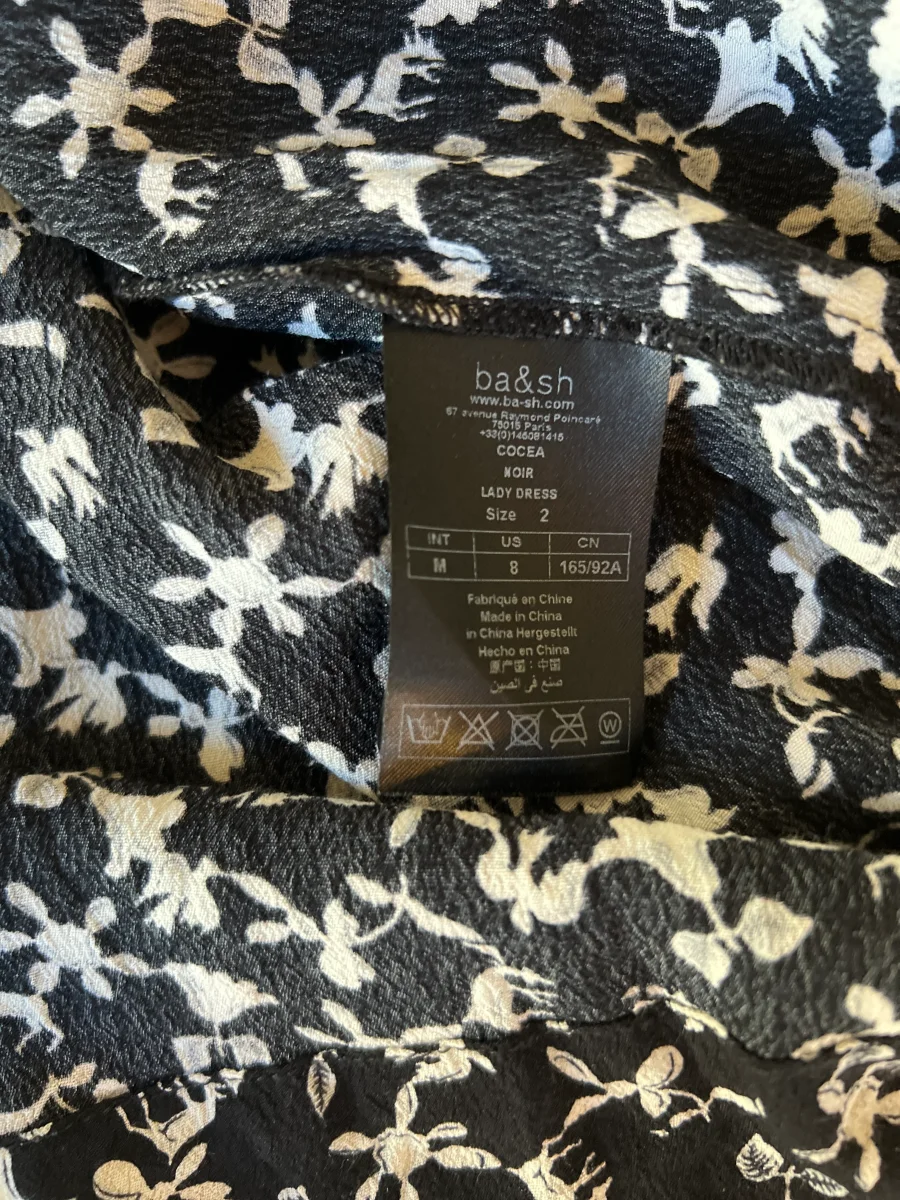 ba&sh
www.ba-sh.com
67 avenue Raymond Poincaré
75016 Paris
+33(0)145081415
COCEA
NOIR
LADY DRESS
Size 2
INT US CN
M 8 165/92A
Fabriqué en Chine
Made in China
in China Hergestellt
Hecho en China
原产国：中国
صنع في الصين
W